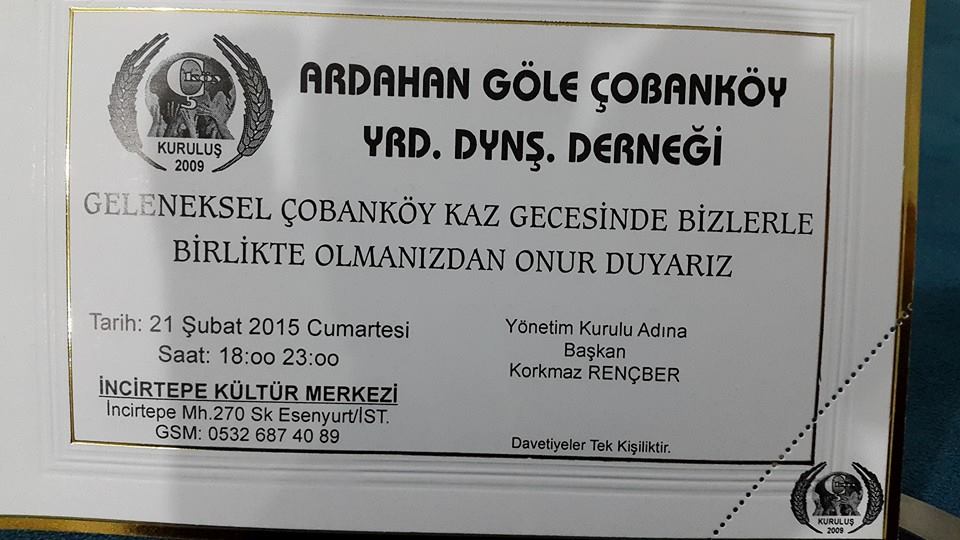 Ç
KÖY
KURULUŞ
2009
ARDAHAN GÖLE ÇOBANKÖY
YRD. DYNŞ. DERNEĞİ
GELENEKSEL ÇOBANKÖY KAZ GECESİNDE BİZLERLE
BİRLİKTE OLMANIZDAN ONUR DUYARIZ
Tarih: 21 Şubat 2015 Cumartesi
Saat: 18:oo 23:oo
İNCİRTEPE KÜLTÜR MERKEZİ
İncirtepe Mh.270 Sk Esenyurt/İST.
GSM: 0532 687 40 89
Yönetim Kurulu Adına
Başkan
Korkmaz RENÇBER
Davetiyeler Tek Kişiliktir.
KURULUŞ
2009